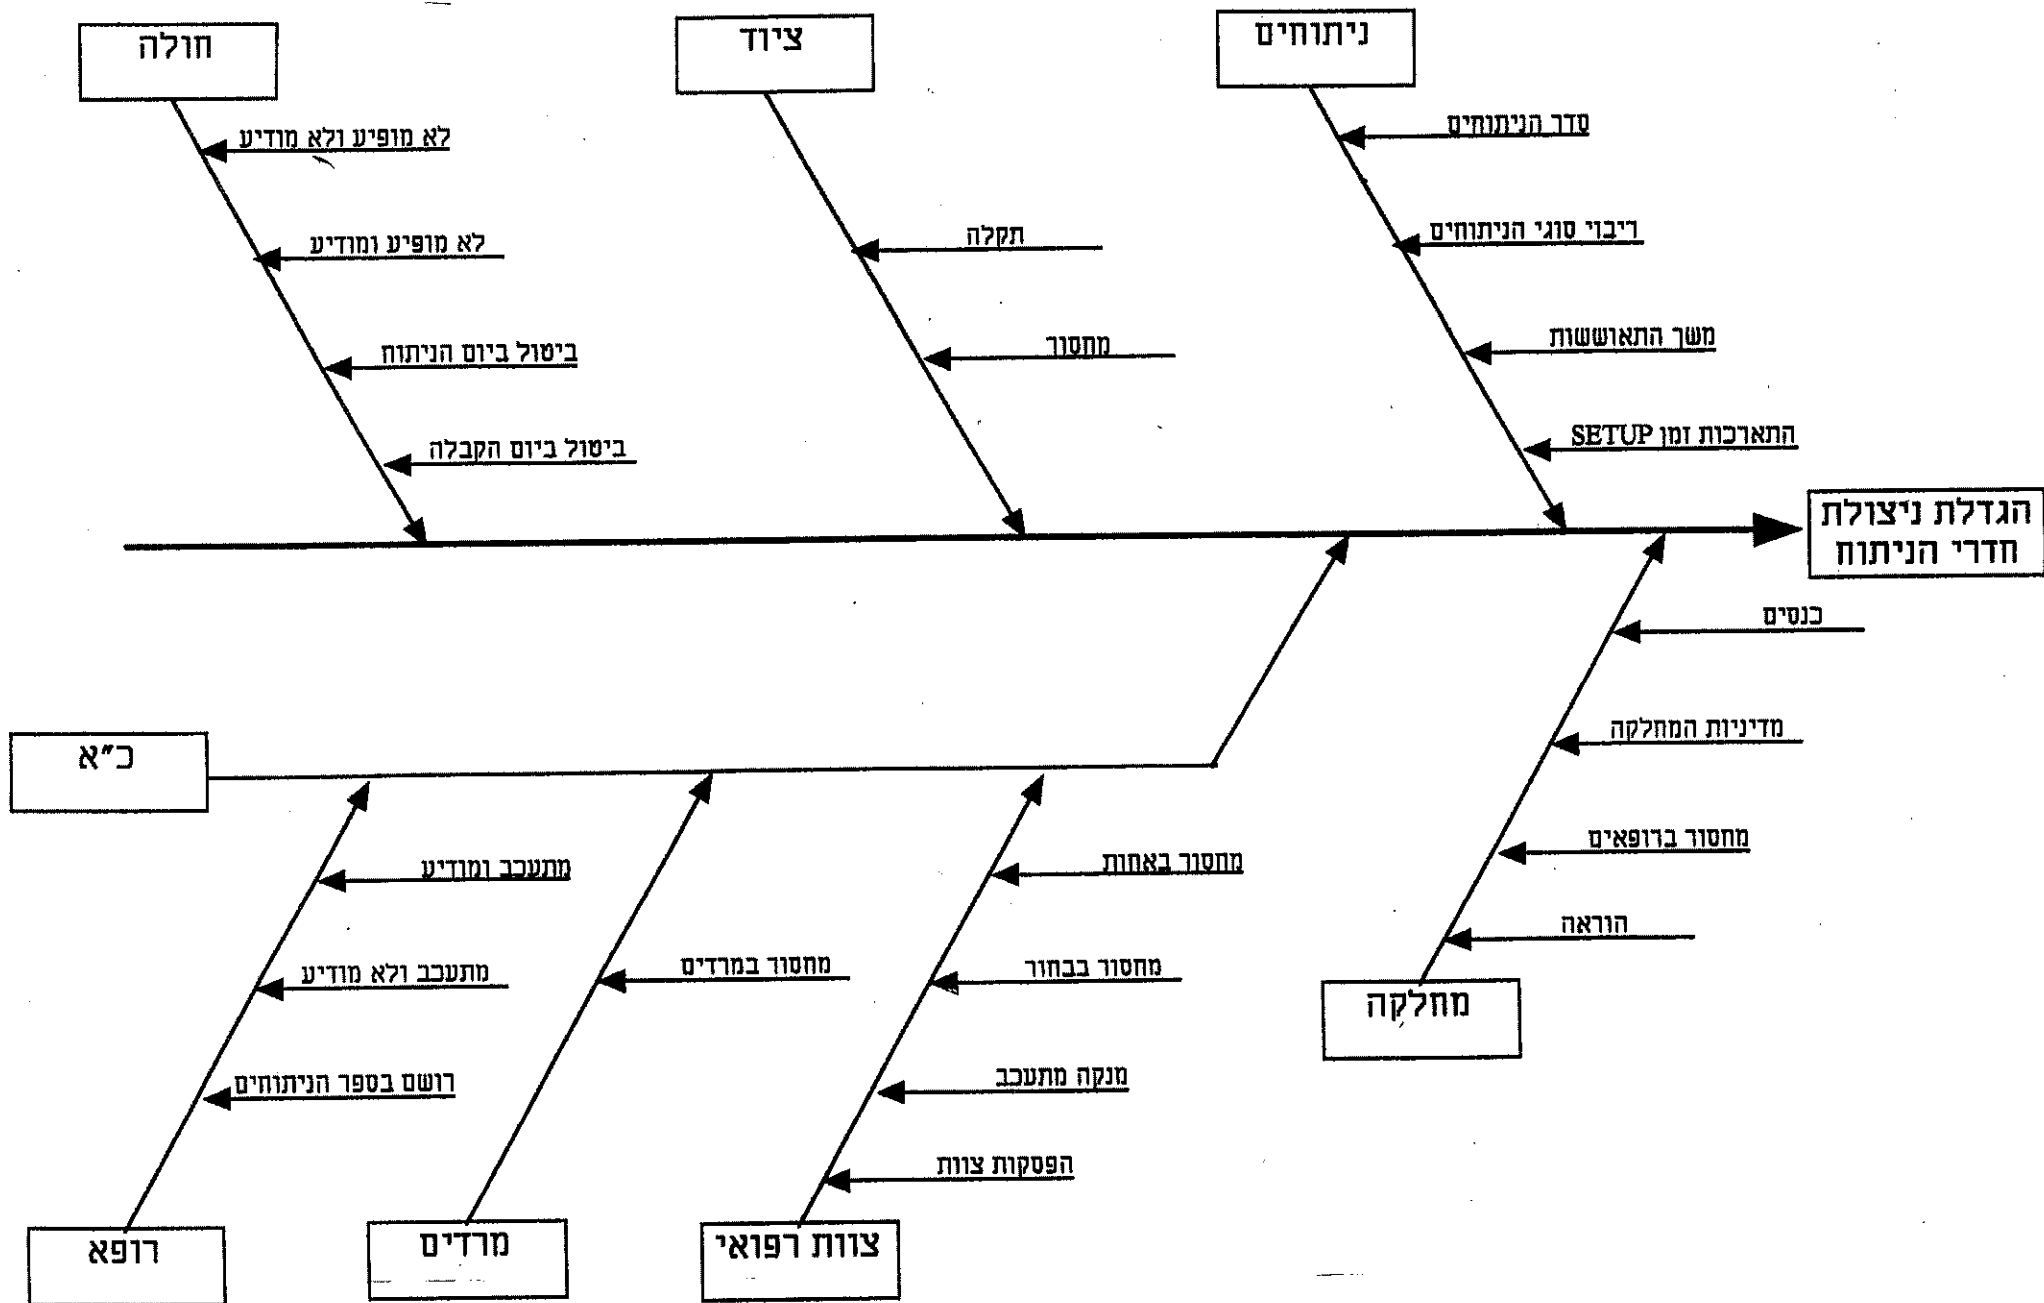 ניתוחים
סדר הניתוחים
ריבוי סוגי הניתוחים
משך התאוששות
התארכות זמן SETUP
ציוד
תקלה
מחסור
חולה
לא מופיע ולא מודיע
לא מופיע ומודיע
ביטול ביום הניתוח
ביטול ביום הקבלה
הגדלת ניצולת
חדרי הניתוח
כנסים
מדיניות המחלקה
מחסור ברופאים
הוראה
מחלקה
כ"א
מחסור באחות
מחסור בבחור
מנקה מתעכב
הפסקות צוות
צוות רפואי
מחסור במרדים
מרדים
מתעכב ומודיע
מתעכב ולא מודיע
רושם בספר הניתוחים
רופא